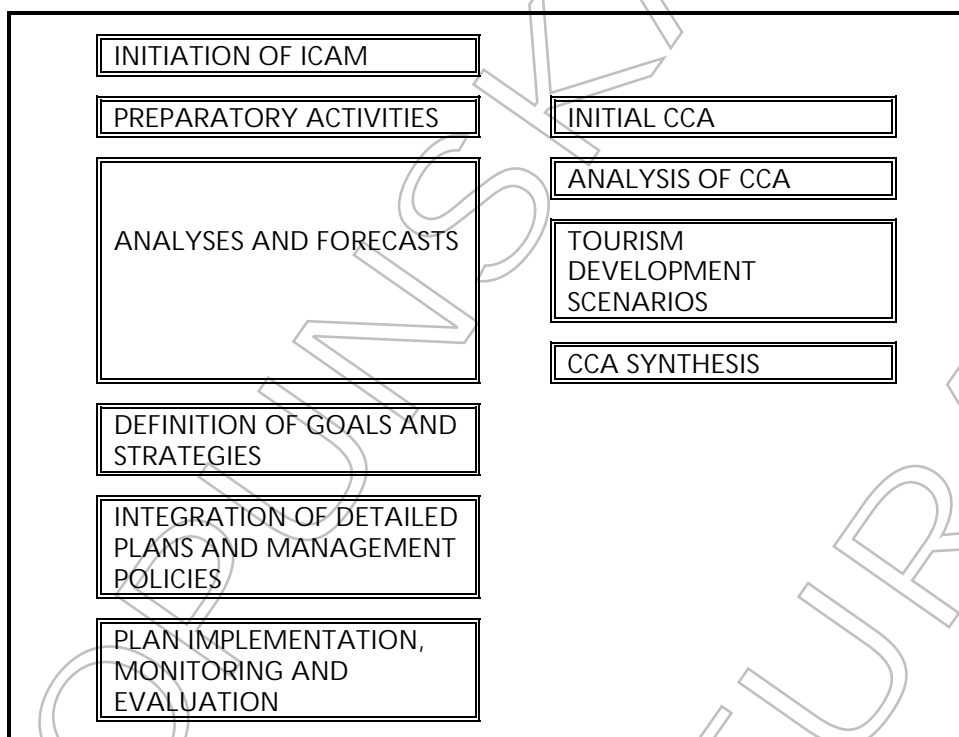 INITIATION OF ICAM
PREPARATORY ACTIVITIES
INITIAL CCA
ANALYSES AND FORECASTS
ANALYSIS OF CCA
TOURISM
DEVELOPMENT
SCENARIOS
CCA SYNTHESIS
DEFINITION OF GOALS AND
STRATEGIES
INTEGRATION OF DETAILED
PLANS AND MANAGEMENT
POLICIES
PLAN IMPLEMENTATION,
MONITORING AND
EVALUATION